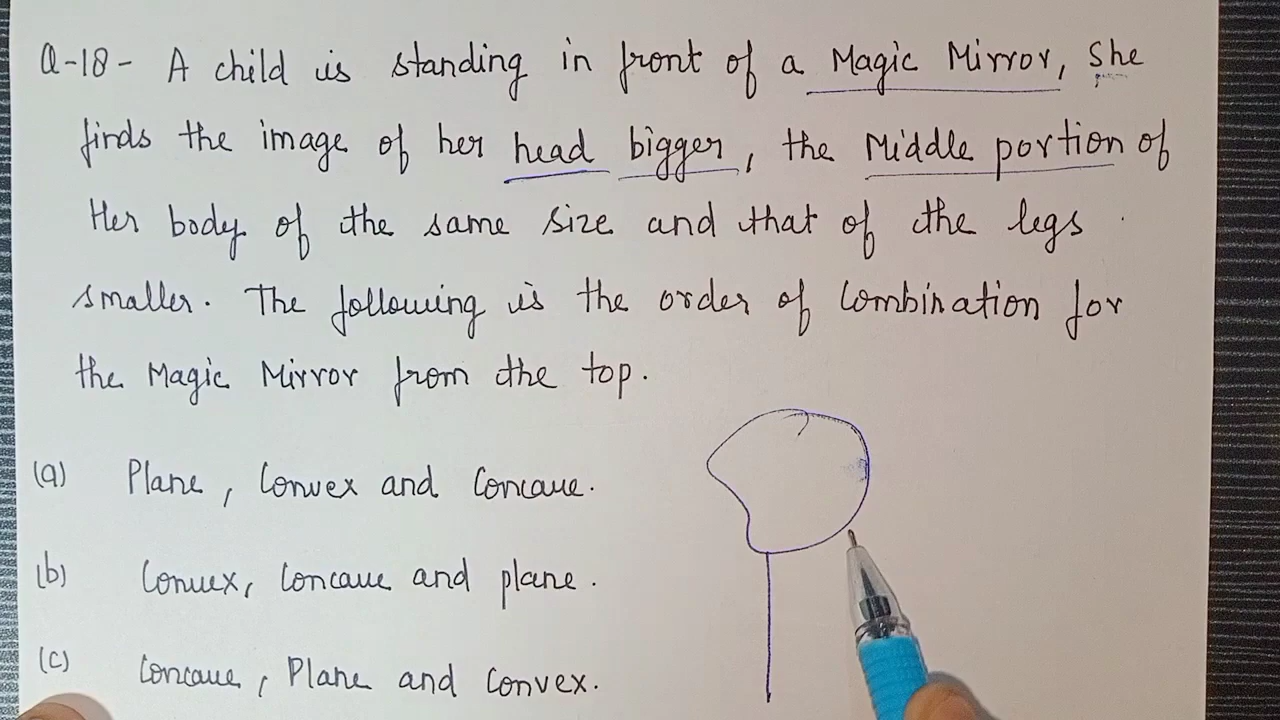 Q-18- A child is standing in front of a Magic Mirror, She
finds the image of her head bigger, the Middle portion of
Her body of the same size and that of the legs
smaller. The following is the order of Combination for
the Magic Mirror from the top.
(a) Plane, Convex and Concave.
(b) Convex, Concave and plane.
(c) Concave, Plane and Convex.